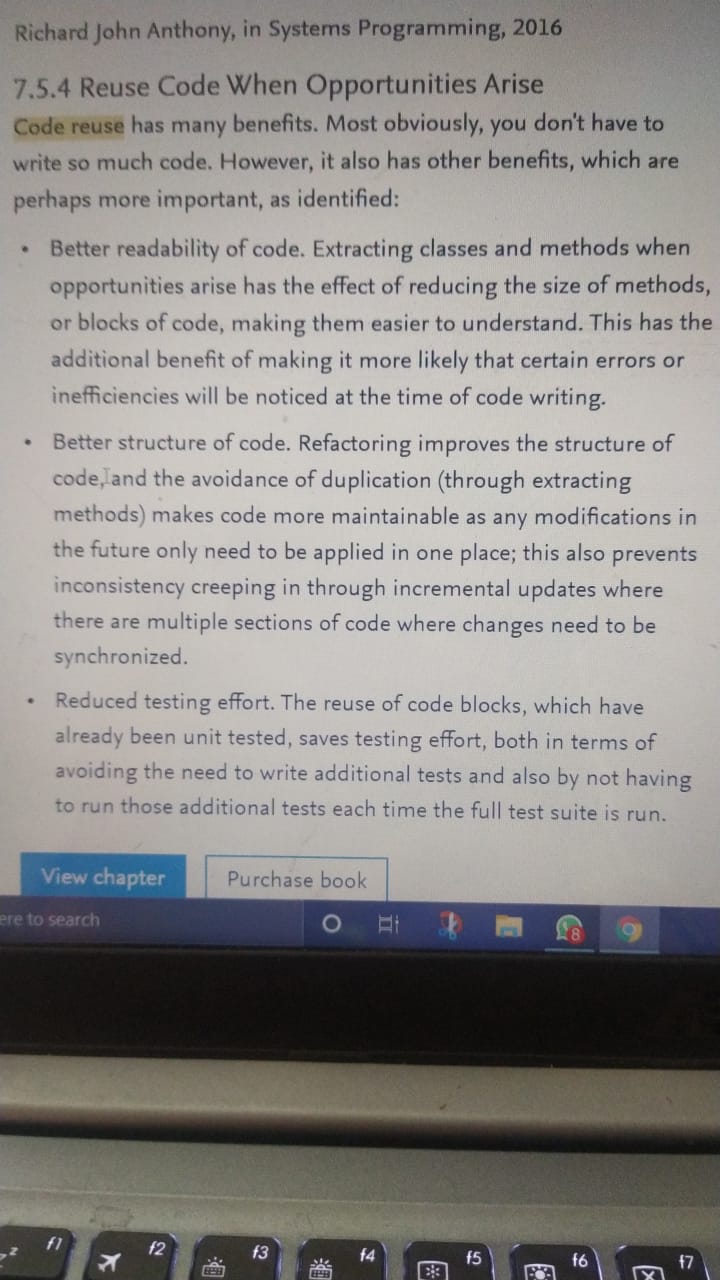 Richard John Anthony, in Systems Programming, 2016
7.5.4 Reuse Code When Opportunities Arise
Code reuse has many benefits. Most obviously, you don't have to
write so much code. However, it also has other benefits, which are
perhaps more important, as identified:
• Better readability of code. Extracting classes and methods when
opportunities arise has the effect of reducing the size of methods,
or blocks of code, making them easier to understand. This has the
additional benefit of making it more likely that certain errors or
inefficiencies will be noticed at the time of code writing.
• Better structure of code. Refactoring improves the structure of
code, and the avoidance of duplication (through extracting
methods) makes code more maintainable as any modifications in
the future only need to be applied in one place; this also prevents
inconsistency creeping in through incremental updates where
there are multiple sections of code where changes need to be
synchronized.
• Reduced testing effort. The reuse of code blocks, which have
already been unit tested, saves testing effort, both in terms of
avoiding the need to write additional tests and also by not having
to run those additional tests each time the full test suite is run.
View chapter
Purchase book
ere to search
8
f1
f2
f3
f4
f5
f6
f7